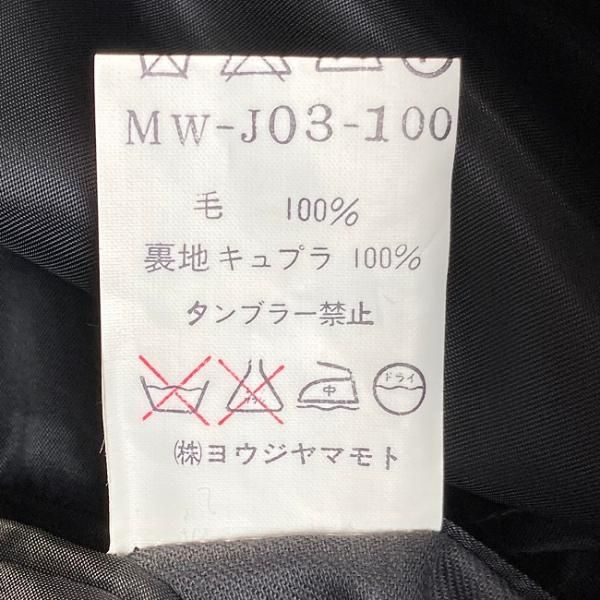 MW-J03-100
毛 100%
裏地 キュプラ 100%
タンブラー禁止
中 ドライ
㈱ヨウジヤマモト